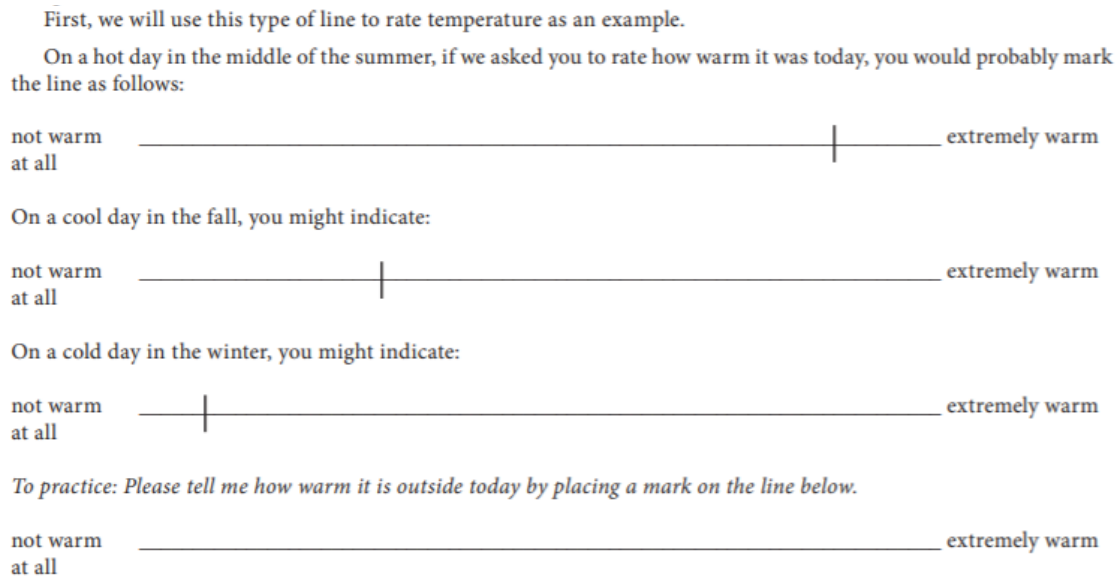 First, we will use this type of line to rate temperature as an example.
On a hot day in the middle of the summer, if we asked you to rate how warm it was today, you would probably mark
the line as follows:
not warm extremely warm
at all
On a cool day in the fall, you might indicate:
not warm extremely warm
at all
On a cold day in the winter, you might indicate:
not warm extremely warm
at all
To practice: Please tell me how warm it is outside today by placing a mark on the line below.
not warm extremely warm
at all